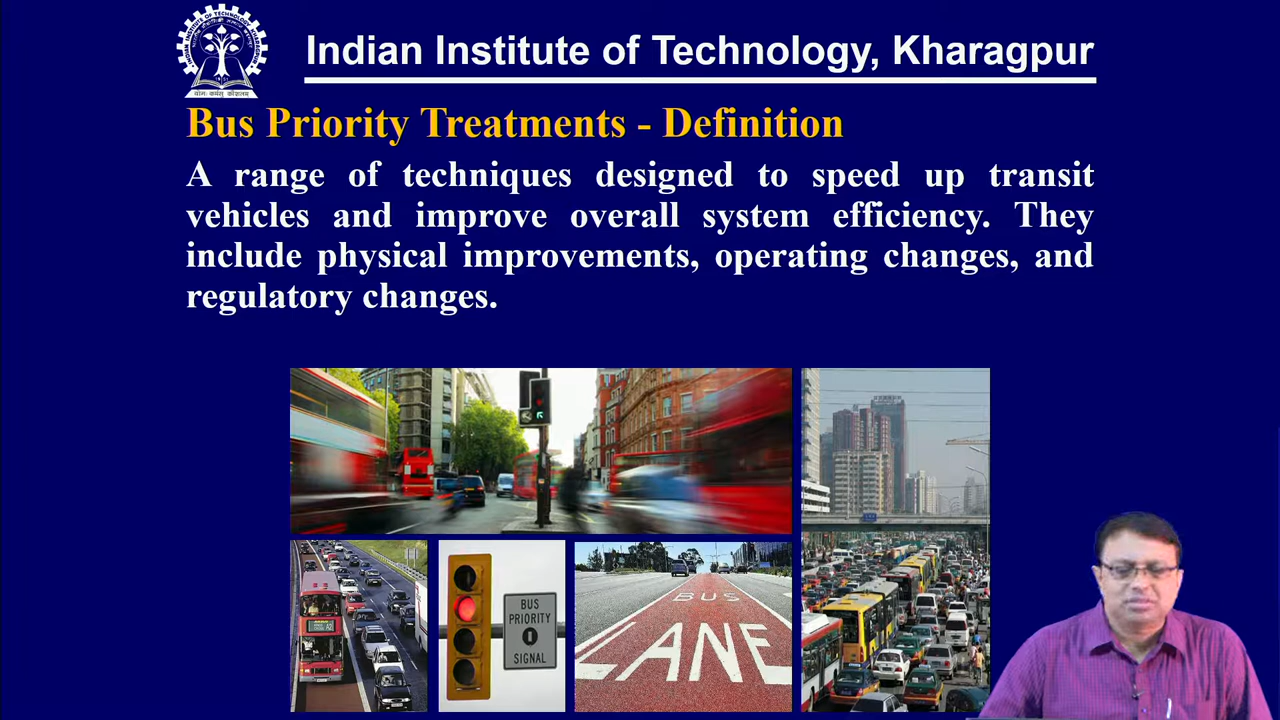 Indian Institute of Technology, Kharagpur
Bus Priority Treatments - Definition
A range of techniques designed to speed up transit
vehicles and improve overall system efficiency. They
include physical improvements, operating changes, and
regulatory changes.
BUS
PRIORITY
SIGNAL
BUS
LANE